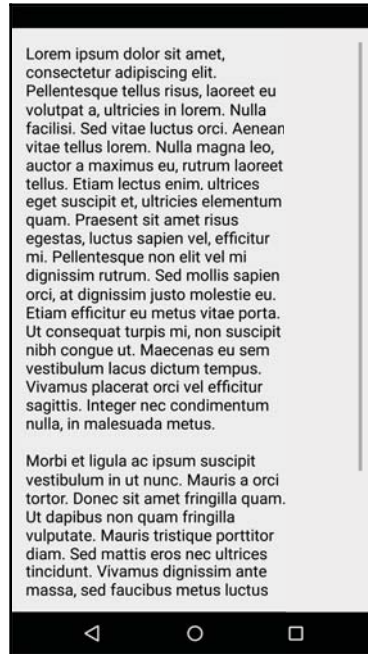 Lorem ipsum dolor sit amet,
consectetur adipiscing elit.
Pellentesque tellus risus, laoreet eu
volutpat a, ultricies in lorem. Nulla
facilisi. Sed vitae luctus orci. Aenean
vitae tellus lorem. Nulla magna leo,
auctor a maximus eu, rutrum laoreet
tellus. Etiam lectus enim, ultrices
eget suscipit et, ultricies elementum
quam. Praesent sit amet risus
egestas, luctus sapien vel, efficitur
mi. Pellentesque non elit vel mi
dignissim rutrum. Sed mollis sapien
orci, at dignissim justo molestie eu.
Etiam efficitur eu metus vitae porta.
Ut consequat turpis mi, non suscipit
nibh congue ut. Maecenas eu sem
vestibulum lacus dictum tempus.
Vivamus placerat orci vel efficitur
sagittis. Integer nec condimentum
nulla, in malesuada metus.
Morbi et ligula ac ipsum suscipit
vestibulum in ut nunc. Mauris a orci
tortor. Donec sit amet fringilla quam.
Ut dapibus non quam fringilla
vulputate. Mauris tristique porttitor
diam. Sed mattis eros nec ultrices
tincidunt. Vivamus dignissim ante
massa, sed faucibus metus luctus